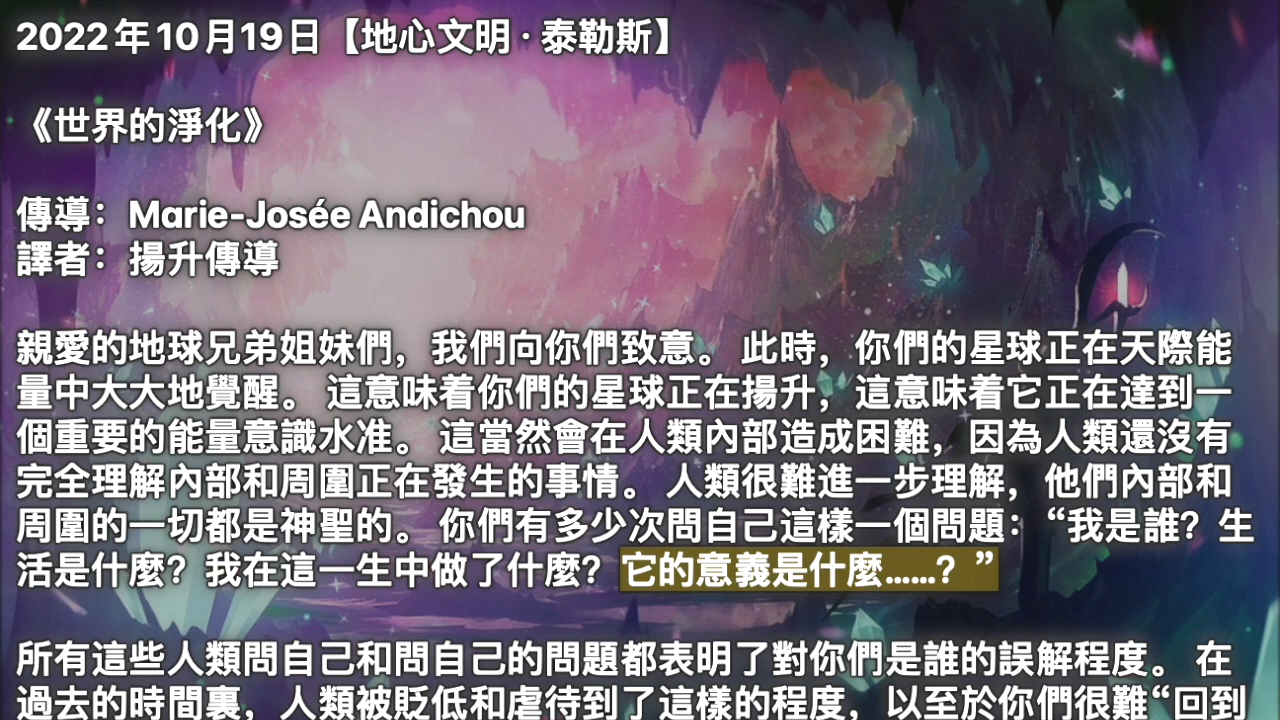 2022年10月19日【地心文明 · 泰勒斯】
《世界的淨化》
傳導：Marie-Josée Andichou
譯者：揚升傳導
親愛的地球兄弟姐妹們，我們向你們致意。 此時，你們的星球正在天際能
量中大大地覺醒。 這意味着你們的星球正在揚升，這意味着它正在達到一
個重要的能量意識水准。 這當然會在人類內部造成困難，因為人類還沒有
完全理解內部和周圍正在發生的事情。 人類很難進一步理解，他們內部和
周圍的一切都是神聖的。 你們有多少次問自己這樣一個問題：“我是誰？生
活是什麼？我在這一生中做了什麼？它的意義是什麼……？”
所有這些人類問自己和問自己的問題都表明了對你們是誰的誤解程度。 在
過去的時間裏，人類被貶低和虐待到了這樣的程度，以至於你們很難“回到